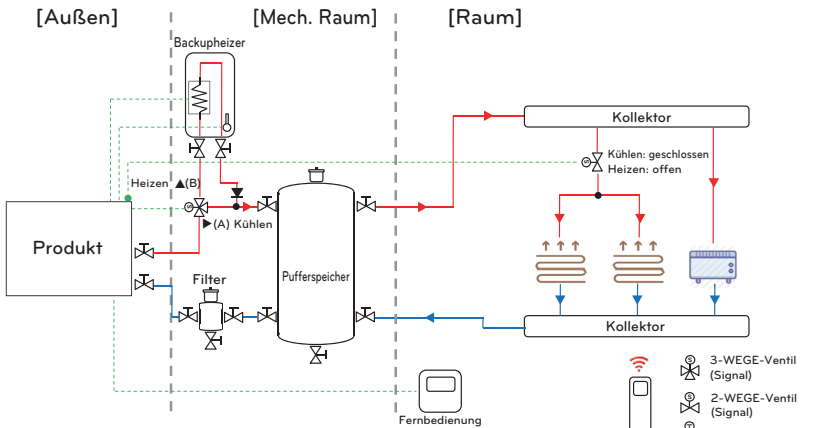 [Außen]
[Mech. Raum]
[Raum]
Backupheizer
Kollektor
S
Kühlen: geschlossen
Heizen: offen
Heizen ▲(B)
S
▶(A) Kühlen
Produkt
Filter
Pufferspeicher
Kollektor
S
3-WEGE-Ventil
(Signal)
S
2-WEGE-Ventil
(Signal)
Fernbedienung